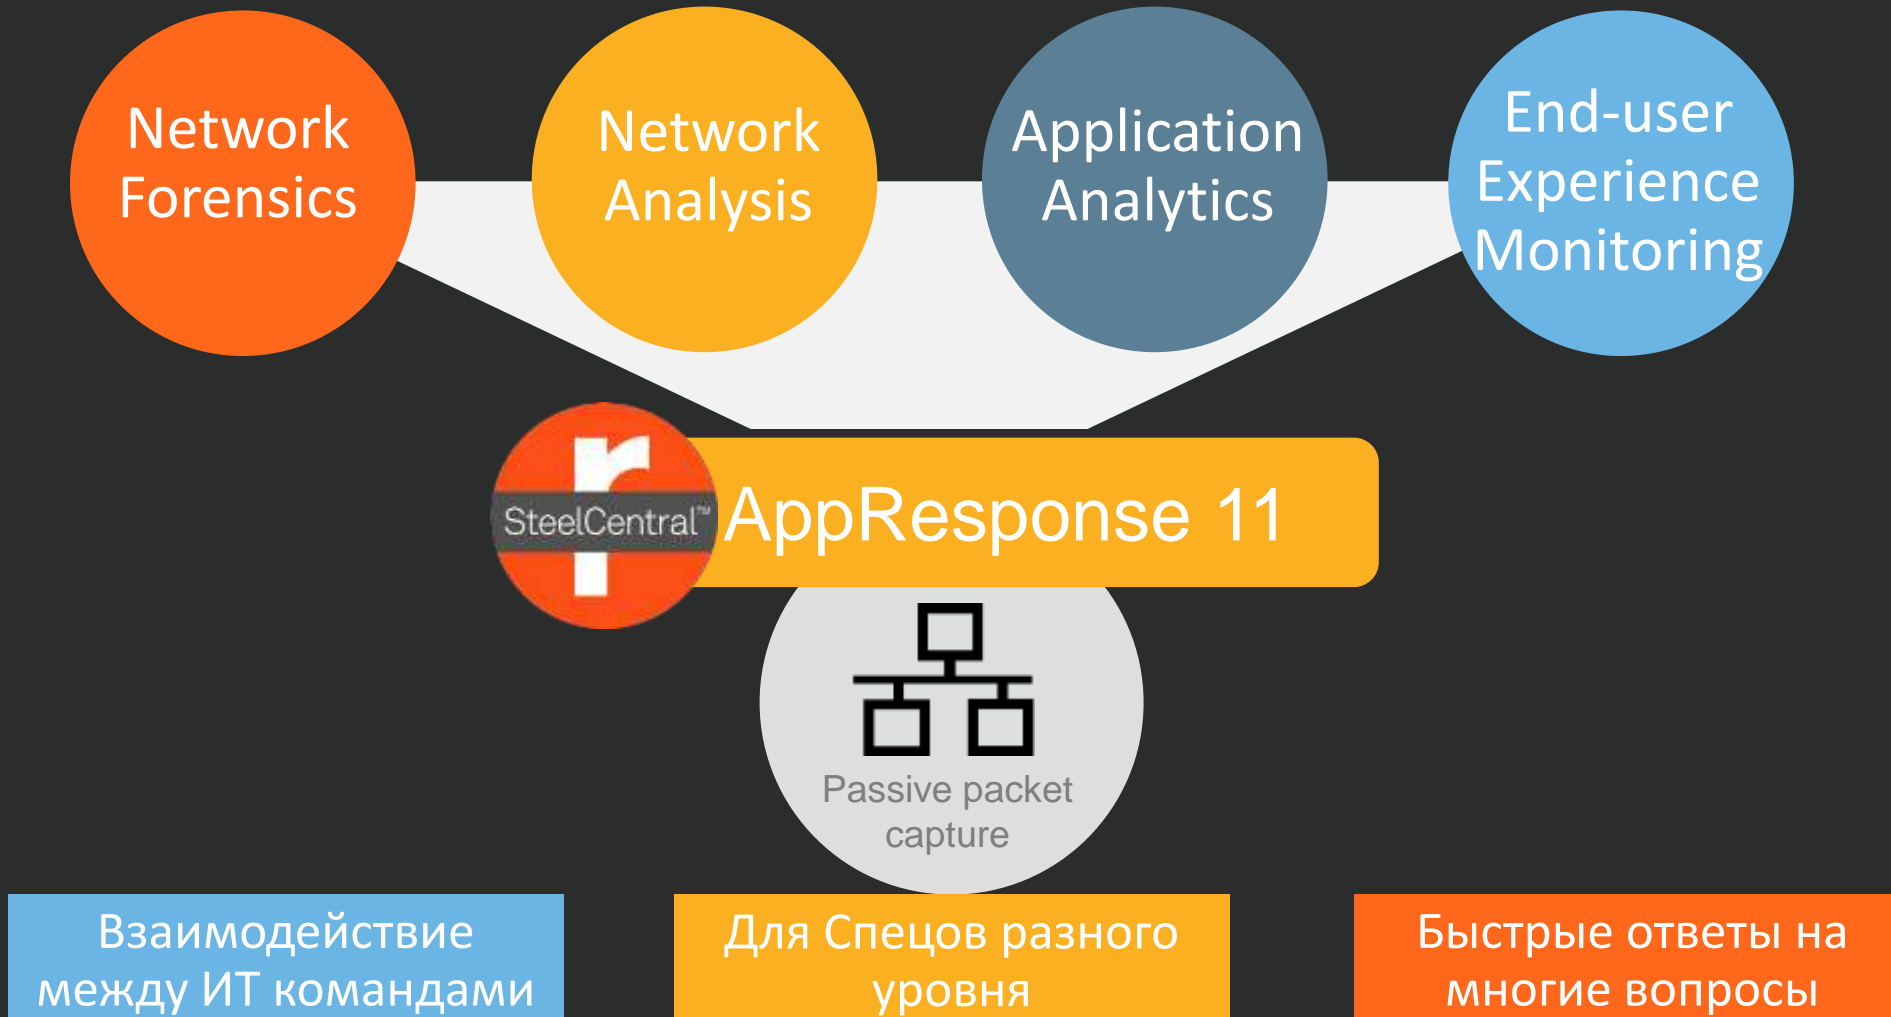 Network
Forensics
Network
Analysis
Application
Analytics
End-user
Experience
Monitoring
SteelCentral™
AppResponse 11
Passive packet
capture
Взаимодействие
между ИТ командами
Для Спецов разного
уровня
Быстрые ответы на
многие вопросы